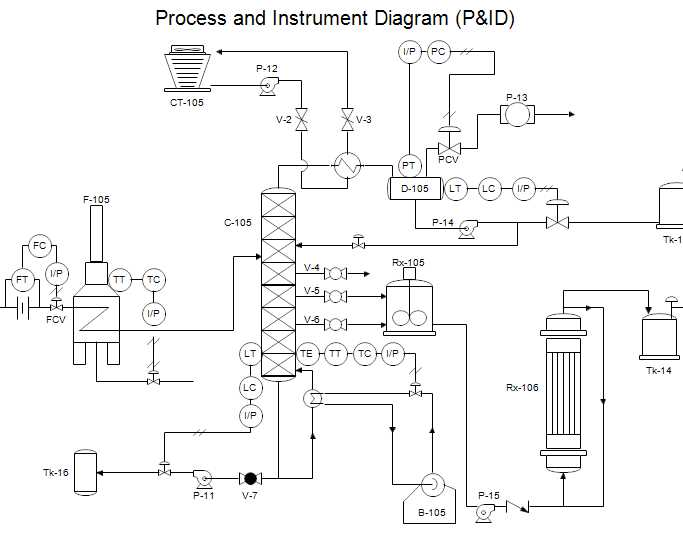 Process and Instrument Diagram (P&ID)
I/P PC
P-12
CT-105
P-13
V-2 V-3
PCV
PT
F-105
D-105 LT LC I/P
C-105
P-14
Tk-1
FC
V-4
Rx-105
FT I/P TT TC
V-5
FCV
I/P
V-6
LT TE TT TC I/P
Tk-14
LC
Rx-106
I/P
Tk-16
P-11 V-7
P-15
B-105